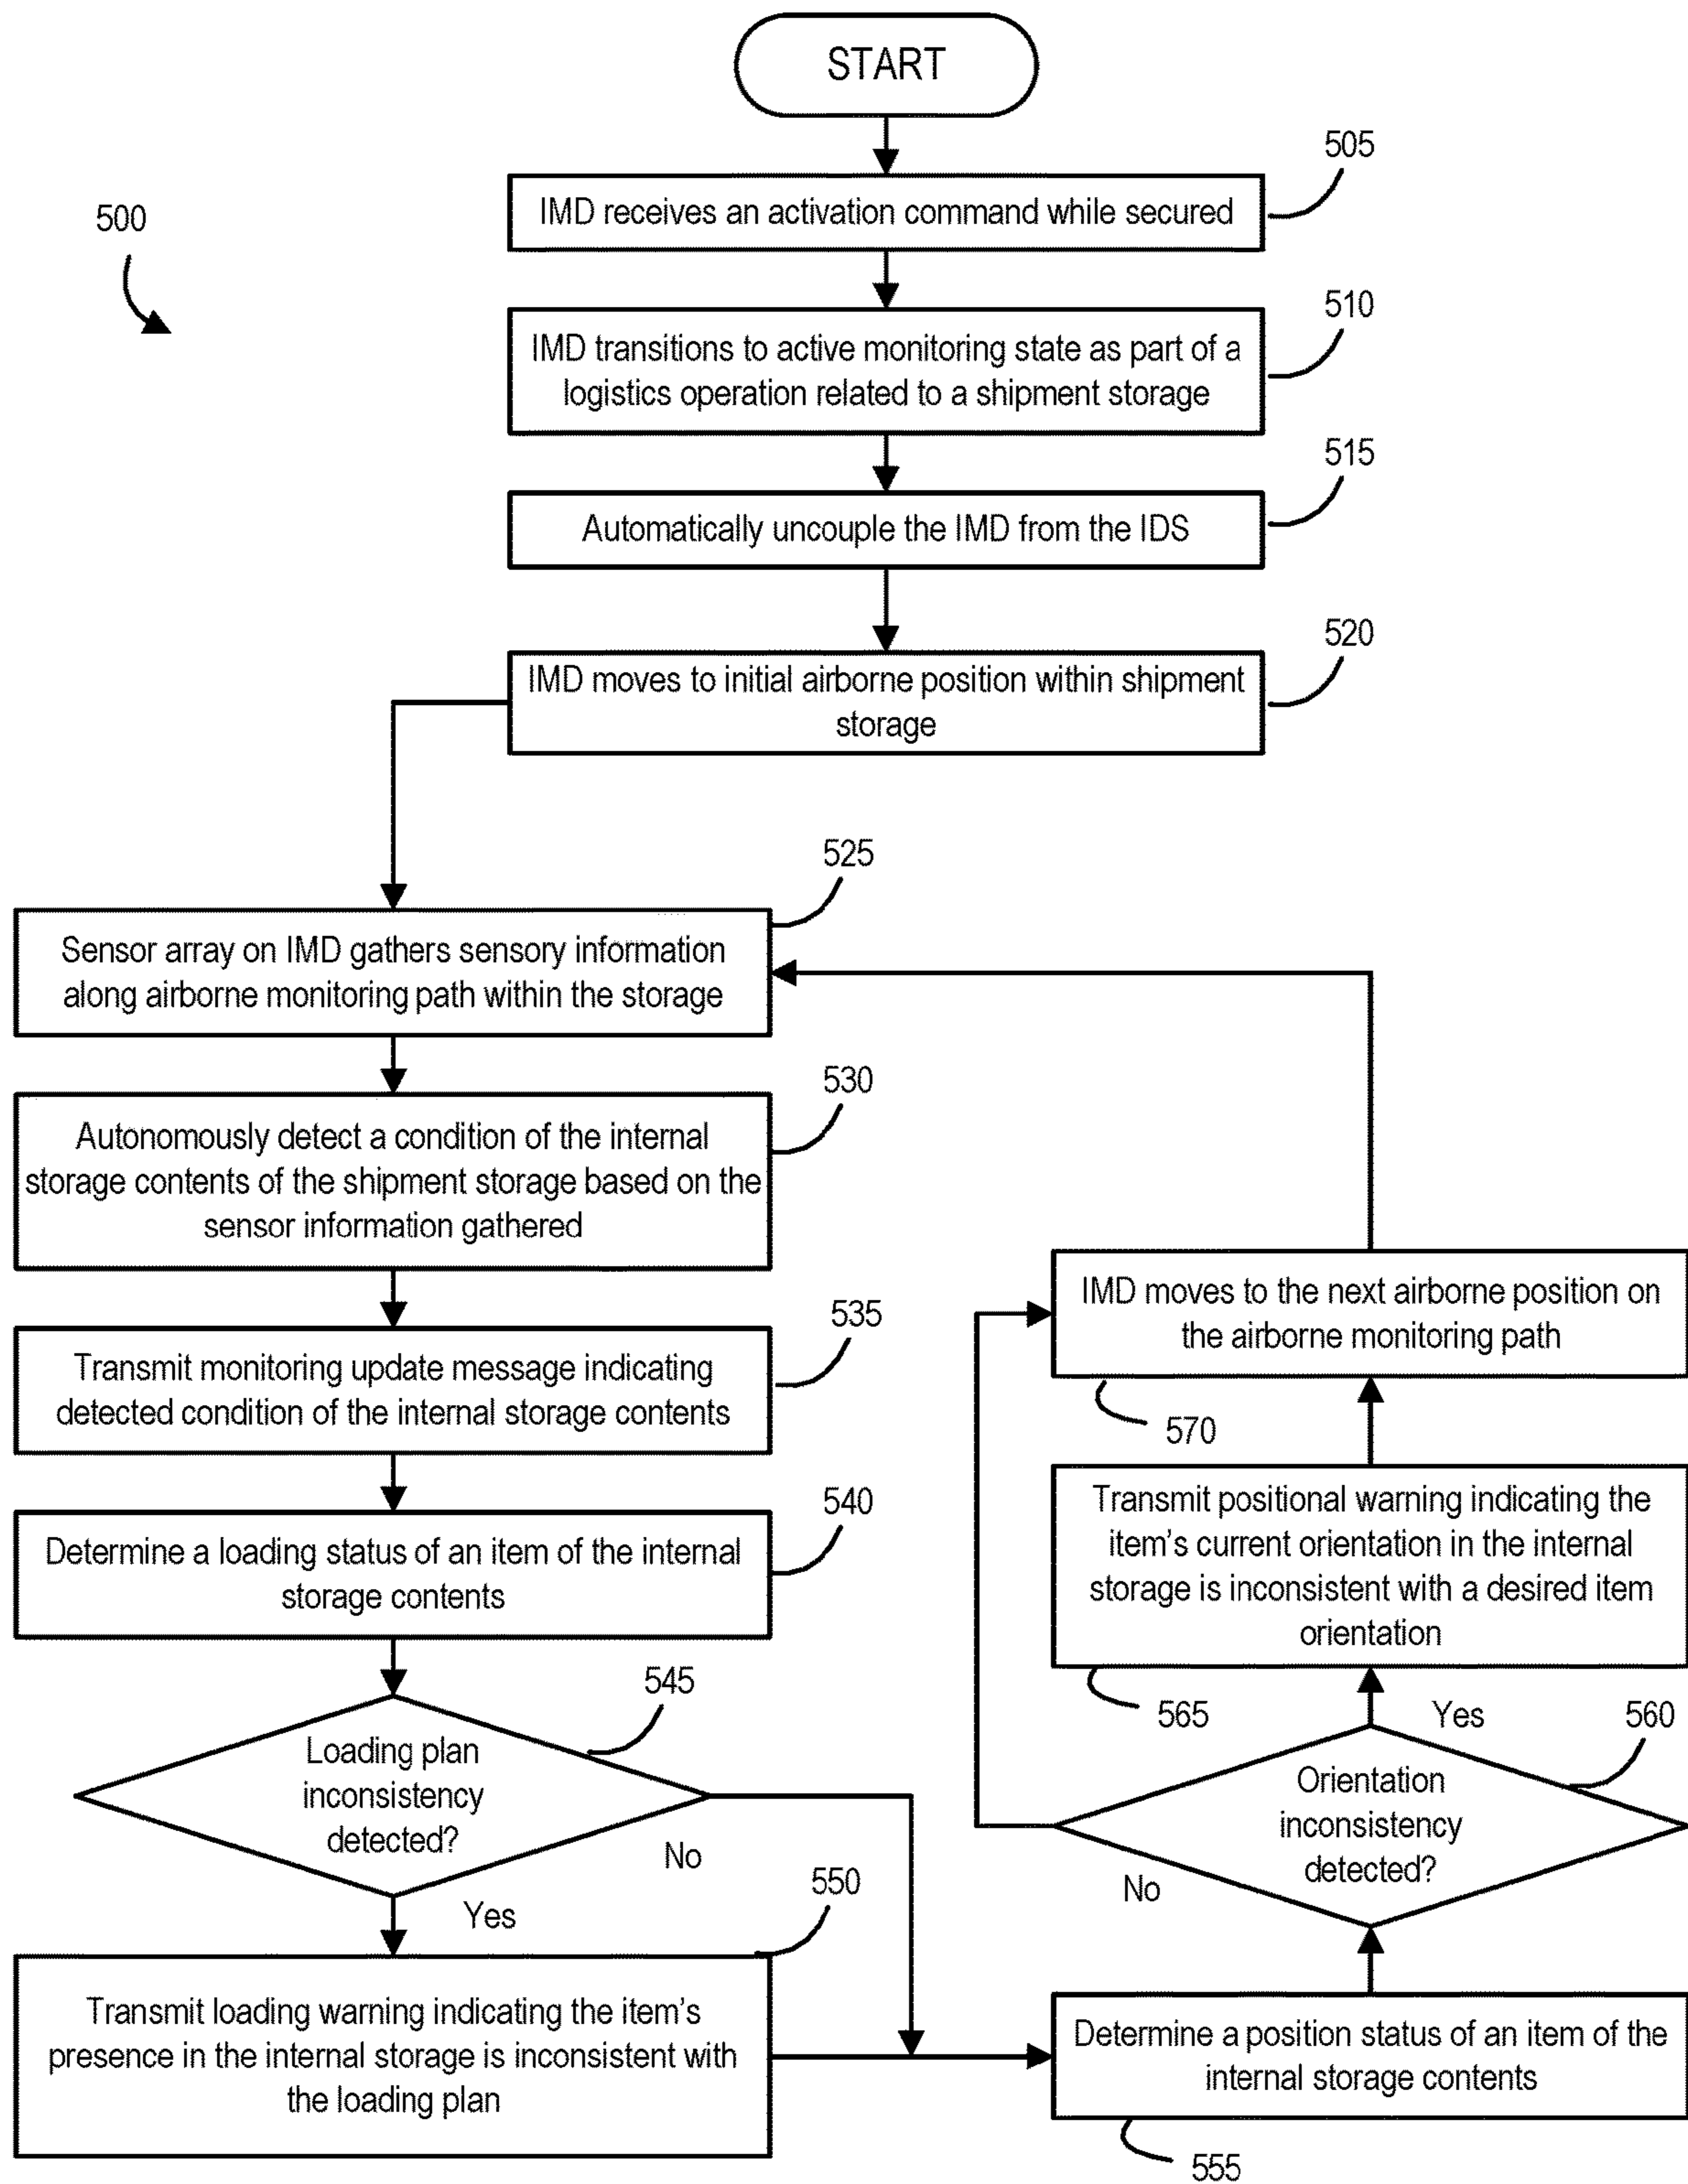 START
505
IMD receives an activation command while secured
500
510
IMD transitions to active monitoring state as part of a
logistics operation related to a shipment storage
515
Automatically uncouple the IMD from the IDS
520
IMD moves to initial airborne position within shipment
storage
525
Sensor array on IMD gathers sensory information
along airborne monitoring path within the storage
530
Autonomously detect a condition of the internal
storage contents of the shipment storage based on the
sensor information gathered
535
Transmit monitoring update message indicating
detected condition of the internal storage contents
540
Determine a loading status of an item of the internal
storage contents
545
Loading plan
inconsistency
detected?
No
Yes
550
Transmit loading warning indicating the item's
presence in the internal storage is inconsistent with
the loading plan
IMD moves to the next airborne position on
the airborne monitoring path
570
Transmit positional warning indicating the
item's current orientation in the internal
storage is inconsistent with a desired item
orientation
565
Yes
560
Orientation
inconsistency
detected?
No
Determine a position status of an item of the
internal storage contents
555